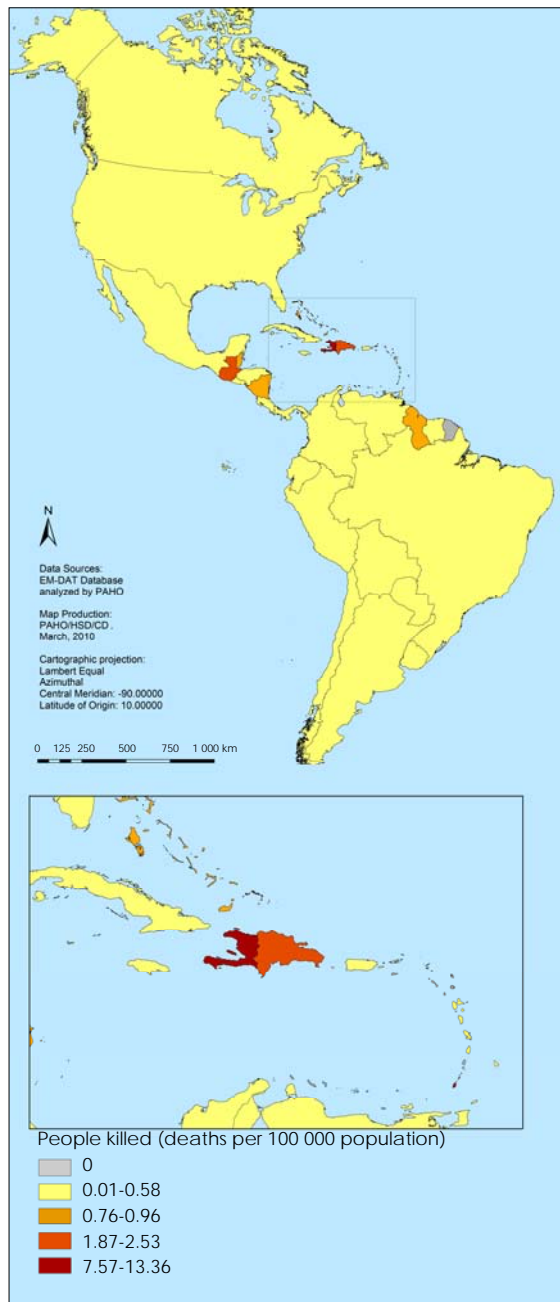 N
Data Sources:
EM-DAT Database
analyzed by PAHO
Map Production:
PAHO/HSD/CD .
March, 2010
Cartographic projection:
Lambert Equal
Azimuthal
Central Meridian: -90.00000
Latitude of Origin: 10.00000
0 125 250 500 750 1 000 km
People killed (deaths per 100 000 population)
0
0.01-0.58
0.76-0.96
1.87-2.53
7.57-13.36